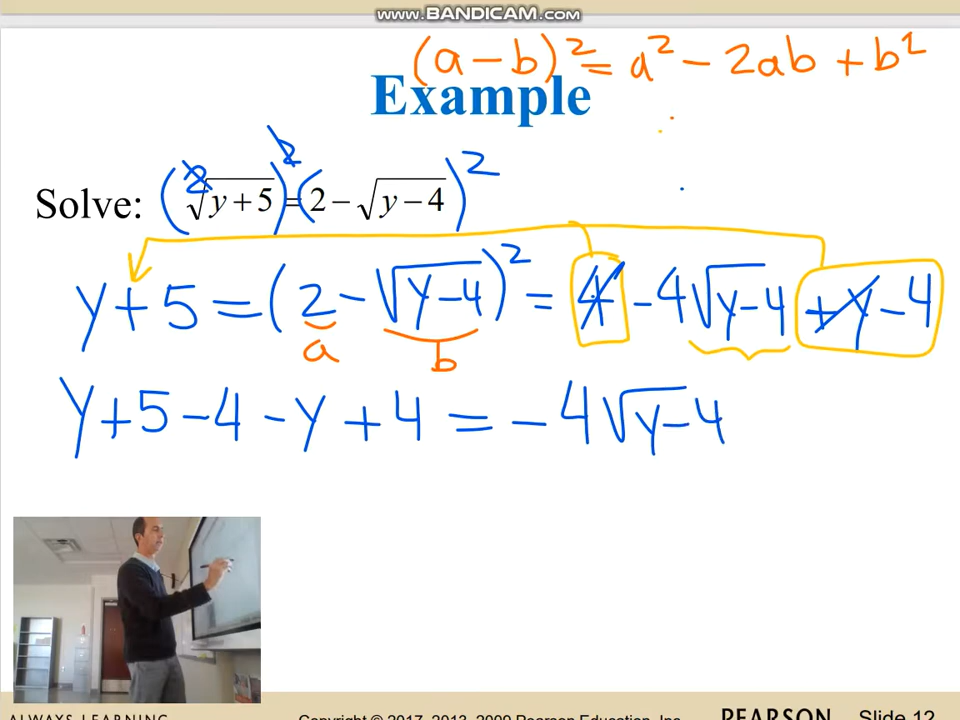 www.BANDICAM.com
(a - b)² = a² - 2ab + b²
Example
Solve: (²√y + 5)² = (2 - √y - 4)²
y + 5 = (2 - √y-4)² = 4 - 4√y-4 + y - 4
a b
y + 5 - 4 - y + 4 = - 4√y-4
ALWAYS LEARNING Copyright © 2017, 2013, 2009 Pearson Education, Inc. PEARSON Slide 12